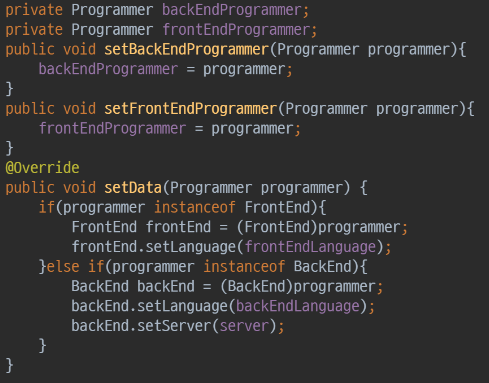 private Programmer backEndProgrammer;
private Programmer frontEndProgrammer;
public void setBackEndProgrammer(Programmer programmer){
    backEndProgrammer = programmer;
}
public void setFrontEndProgrammer(Programmer programmer){
    frontEndProgrammer = programmer;
}
@Override
public void setData(Programmer programmer) {
    if(programmer instanceof FrontEnd){
        FrontEnd frontEnd = (FrontEnd)programmer;
        frontEnd.setLanguage(frontEndLanguage);
    }else if(programmer instanceof BackEnd){
        BackEnd backEnd = (BackEnd)programmer;
        backEnd.setLanguage(backEndLanguage);
        backEnd.setServer(server);
    }
}